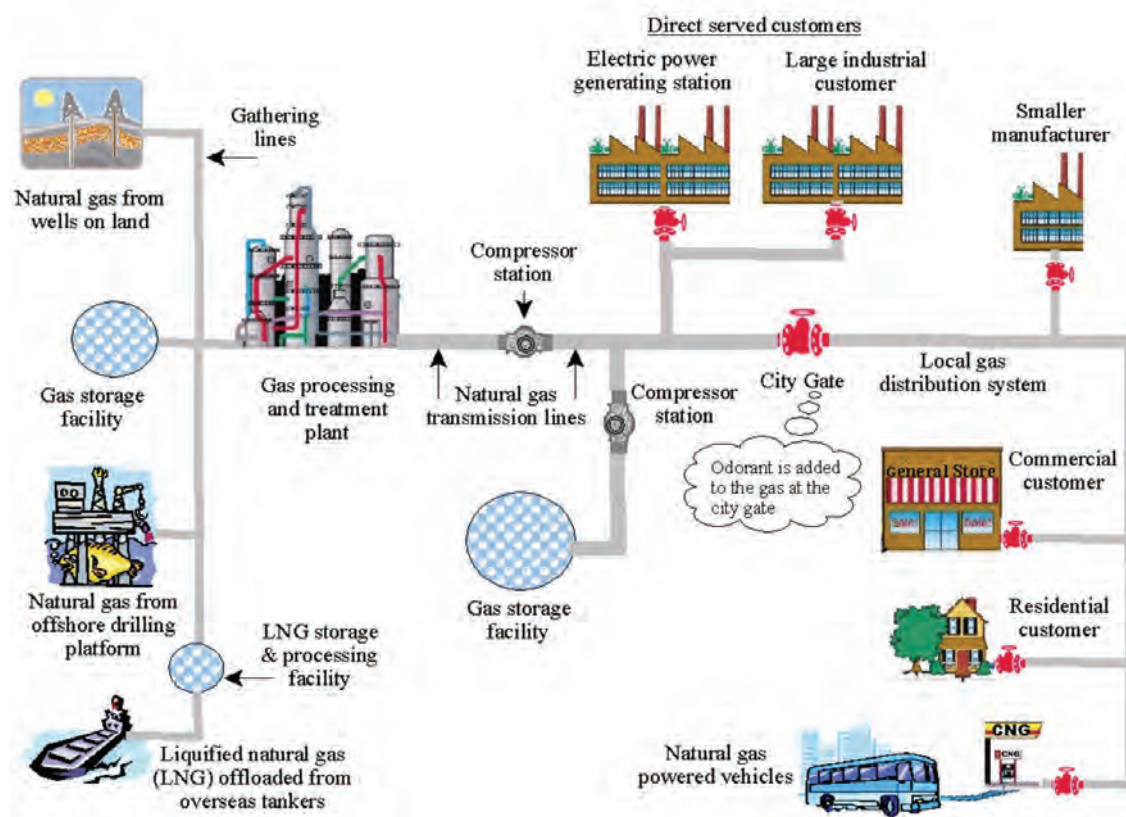 Direct served customers
Electric power
generating station
Large industrial
customer
Smaller
manufacturer
Gathering
lines
Natural gas from
wells on land
Compressor
station
Gas storage
facility
Gas processing
and treatment
plant
Natural gas
transmission lines
Compressor
station
City Gate
Local gas
distribution system
Odorant is added
to the gas at the
city gate
General Store
SALE!
SALE!
Commercial
customer
Natural gas from
offshore drilling
platform
Gas storage
facility
LNG storage
& processing
facility
Residential
customer
Liquified natural gas
(LNG) offloaded from
overseas tankers
Natural gas
powered vehicles
CNG
CNG